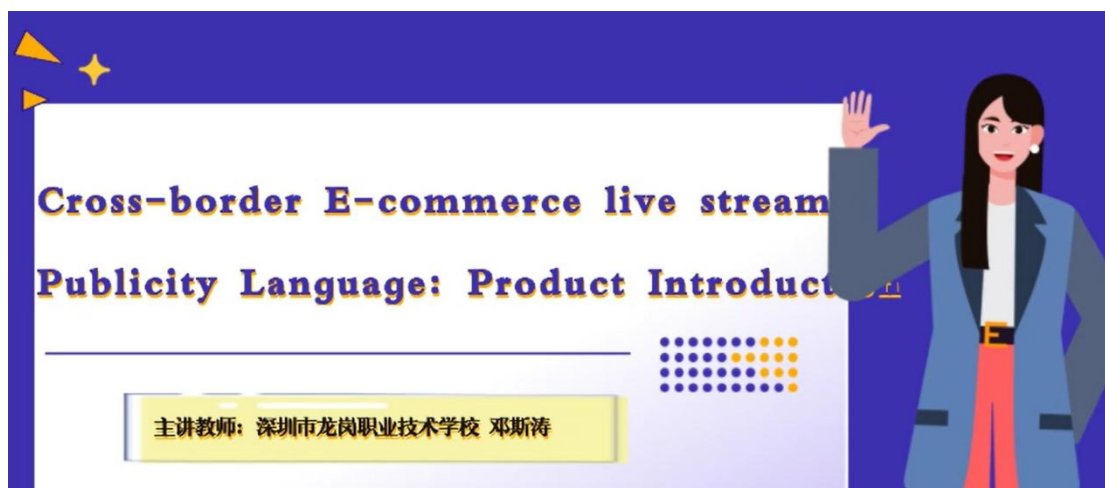 Cross-border E-commerce live stream
Publicity Language: Product Introduction
主讲教师：深圳市龙岗职业技术学校 邓斯涛